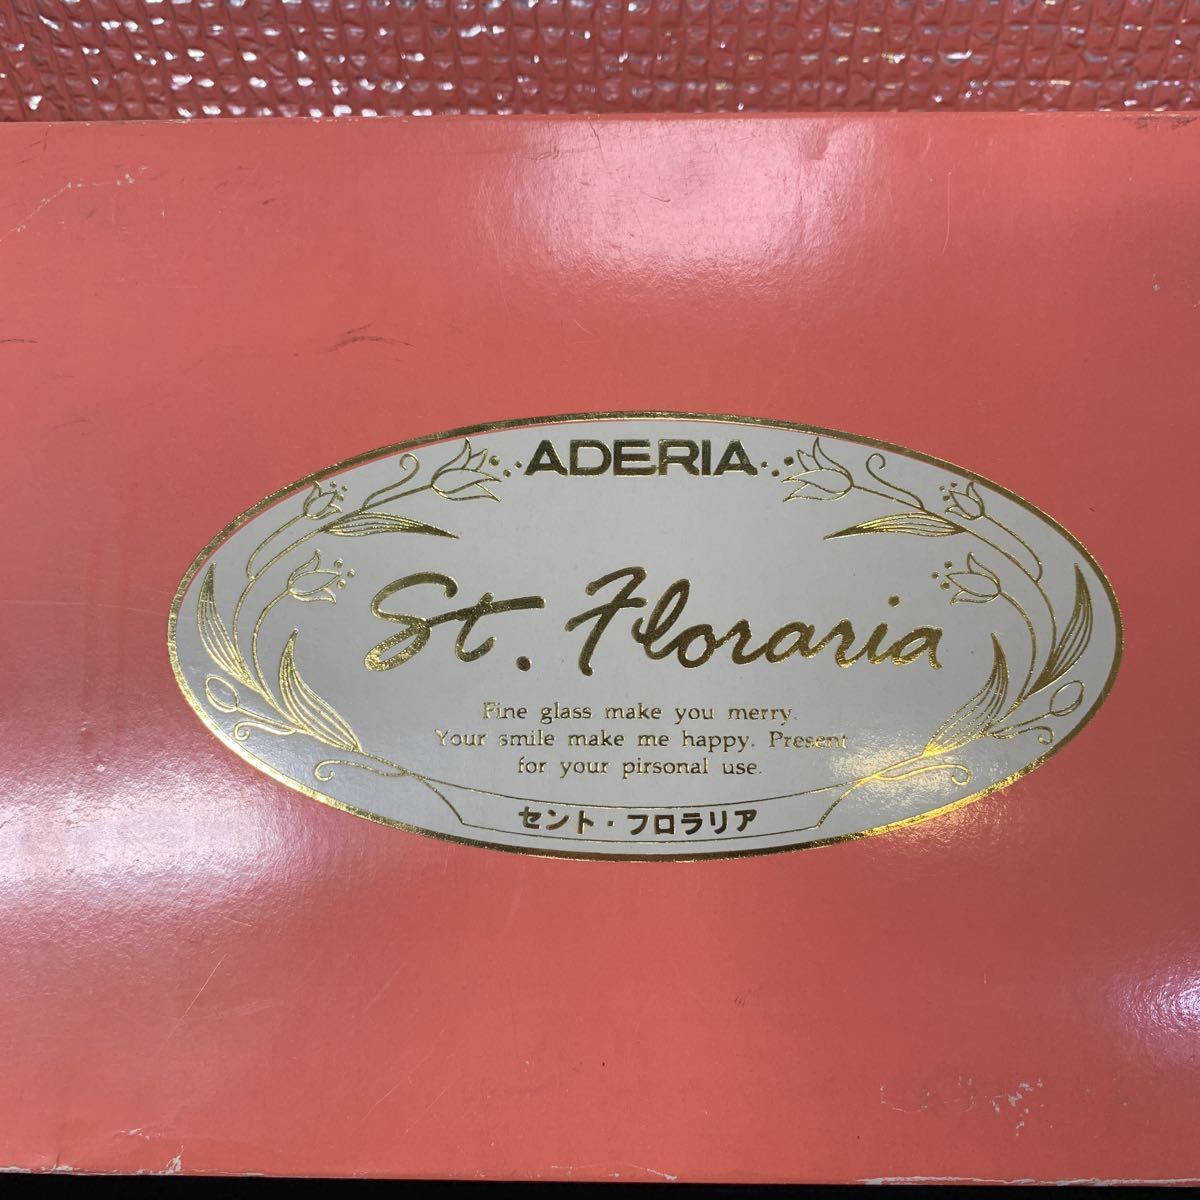 ADERIA
St. Floraria
Fine glass make you merry.
Your smile make me happy. Present
for your pirsonal use.
セント・フロラリア